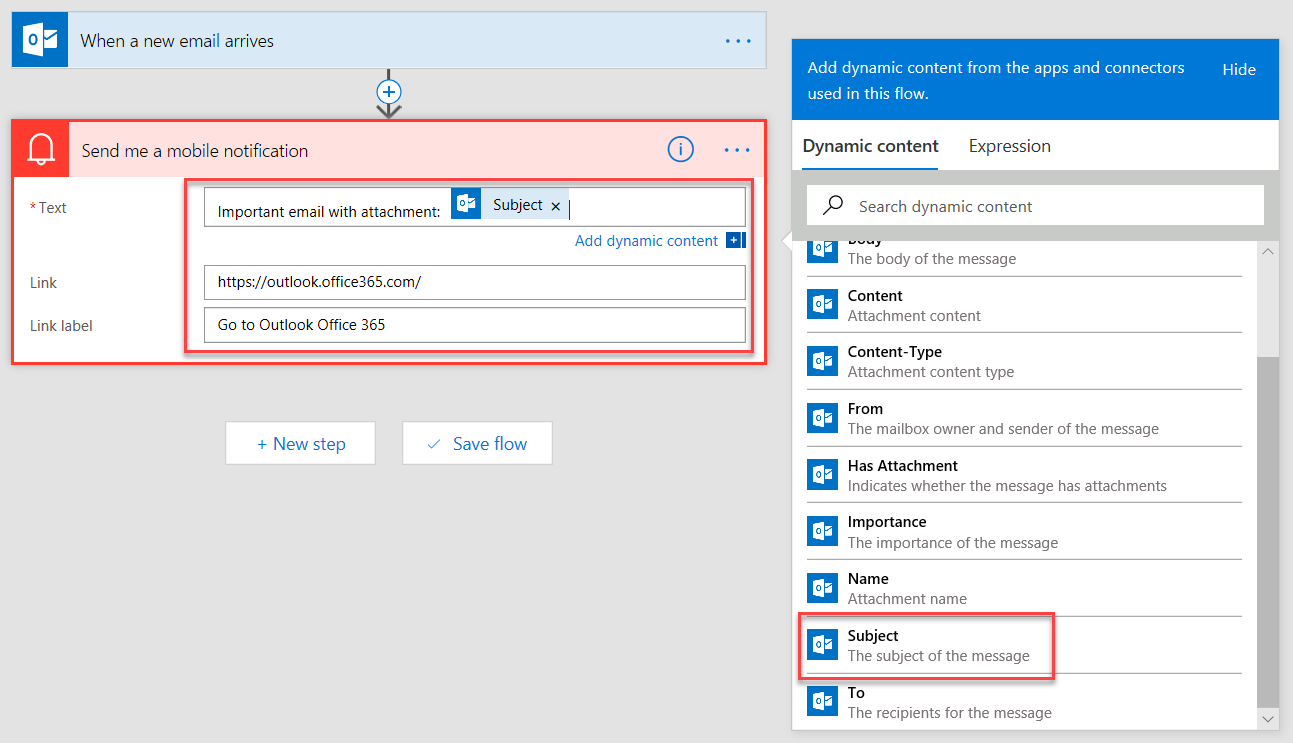 When a new email arrives
Send me a mobile notification
* Text
Important email with attachment: Subject ×
Add dynamic content
Link
https://outlook.office365.com/
Link label
Go to Outlook Office 365
+ New step
Save flow
Add dynamic content from the apps and connectors
used in this flow.
Hide
Dynamic content
Expression
Search dynamic content
Body
The body of the message
Content
Attachment content
Content-Type
Attachment content type
From
The mailbox owner and sender of the message
Has Attachment
Indicates whether the message has attachments
Importance
The importance of the message
Name
Attachment name
Subject
The subject of the message
To
The recipients for the message